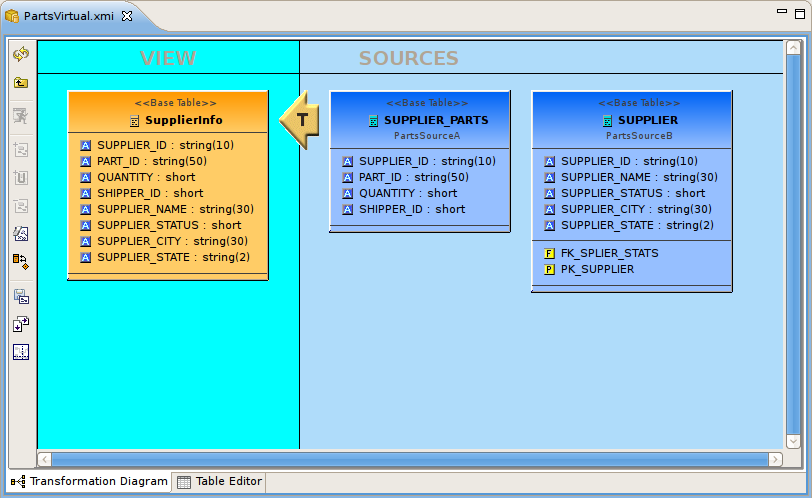 PartsVirtual.xmi
VIEW
SOURCES
<<Base Table>>
SupplierInfo
SUPPLIER_ID : string(10)
PART_ID : string(50)
QUANTITY : short
SHIPPER_ID : short
SUPPLIER_NAME : string(30)
SUPPLIER_STATUS : short
SUPPLIER_CITY : string(30)
SUPPLIER_STATE : string(2)
T
<<Base Table>>
SUPPLIER_PARTS
PartsSourceA
SUPPLIER_ID : string(10)
PART_ID : string(50)
QUANTITY : short
SHIPPER_ID : short
<<Base Table>>
SUPPLIER
PartsSourceB
SUPPLIER_ID : string(10)
SUPPLIER_NAME : string(30)
SUPPLIER_STATUS : short
SUPPLIER_CITY : string(30)
SUPPLIER_STATE : string(2)
F FK_SPLIER_STATS
P PK_SUPPLIER
Transformation Diagram
Table Editor